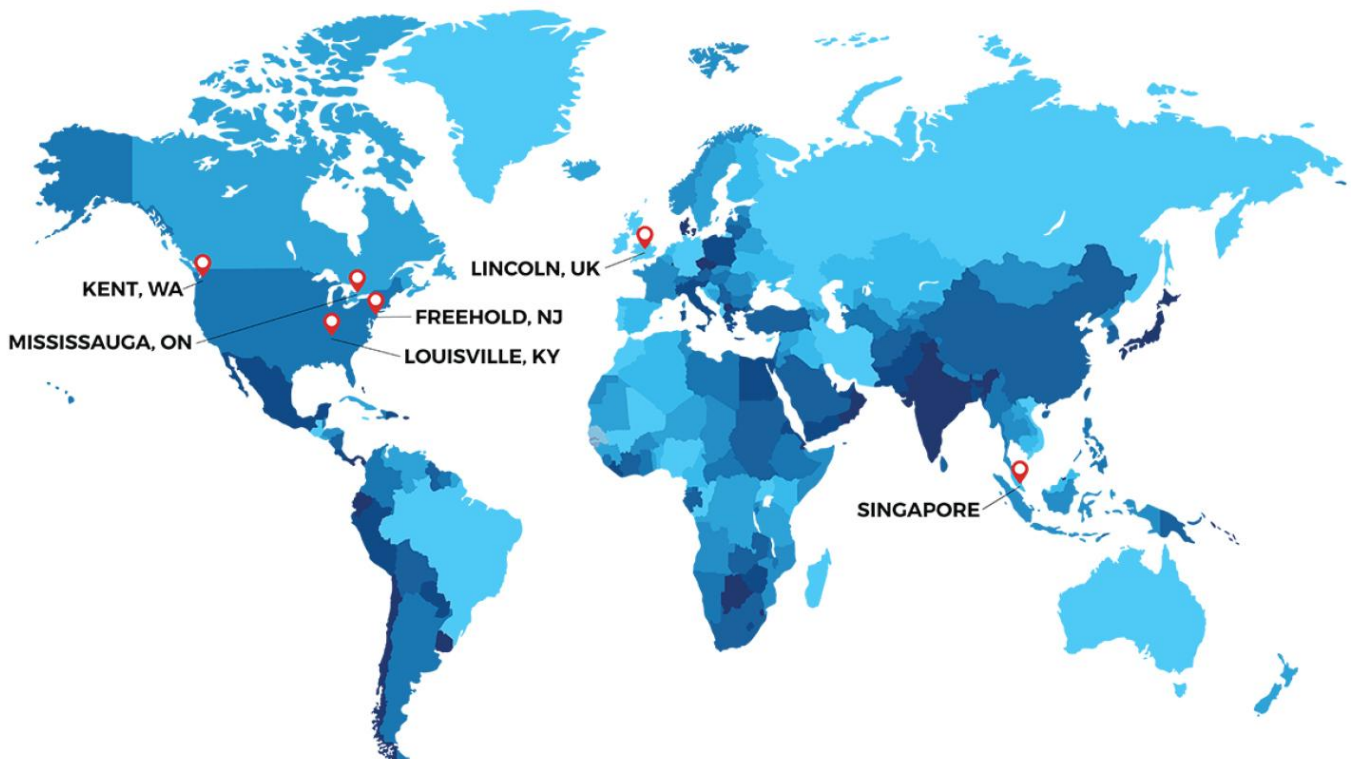 LINCOLN, UK
KENT, WA
FREEHOLD, NJ
MISSISSAUGA, ON
LOUISVILLE, KY
SINGAPORE